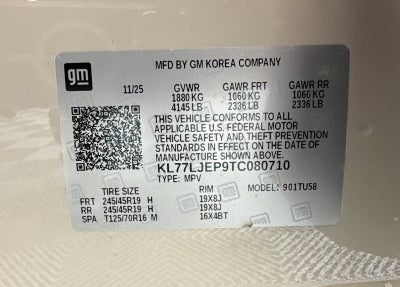 gm
MFD BY GM KOREA COMPANY
11/25 GVWR GAWR FRT GAWR RR
1880 KG 1060 KG 1060 KG
4145 LB 2336 LB 2336 LB
THIS VEHICLE CONFORMS TO ALL
APPLICABLE U.S. FEDERAL MOTOR
VEHICLE SAFETY AND THEFT PREVENTION
STANDARDS IN EFFECT ON THE DATE OF
MANUFACTURE SHOWN ABOVE.
KL77LJEP9TC080710
TYPE: MPV
TIRE SIZE RIM MODEL: 901TU58
FRT 245/45R19 H 19X8J
RR 245/45R19 H 19X8J
SPA T125/70R16 M 16X4BT